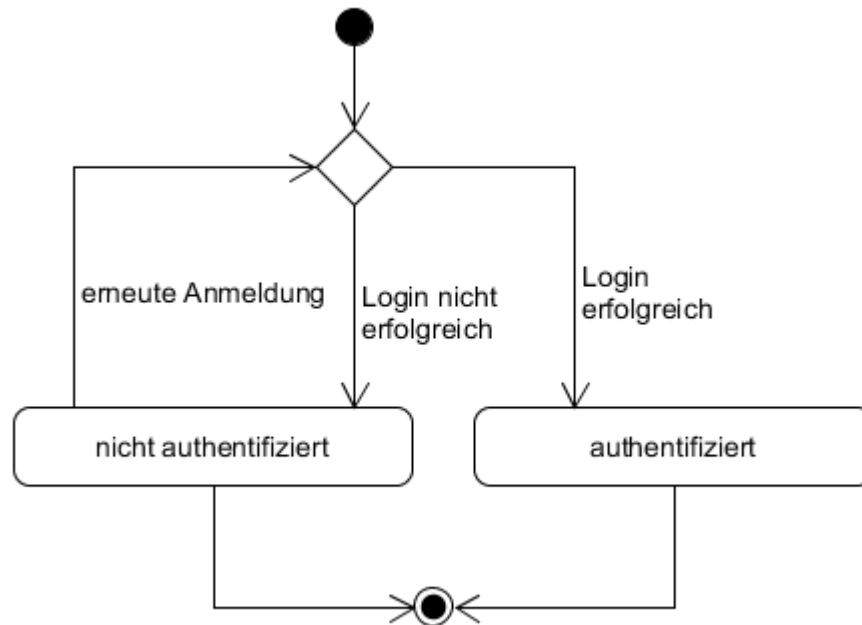 erneute Anmeldung
Login nicht
erfolgreich
Login
erfolgreich
nicht authentifiziert
authentifiziert